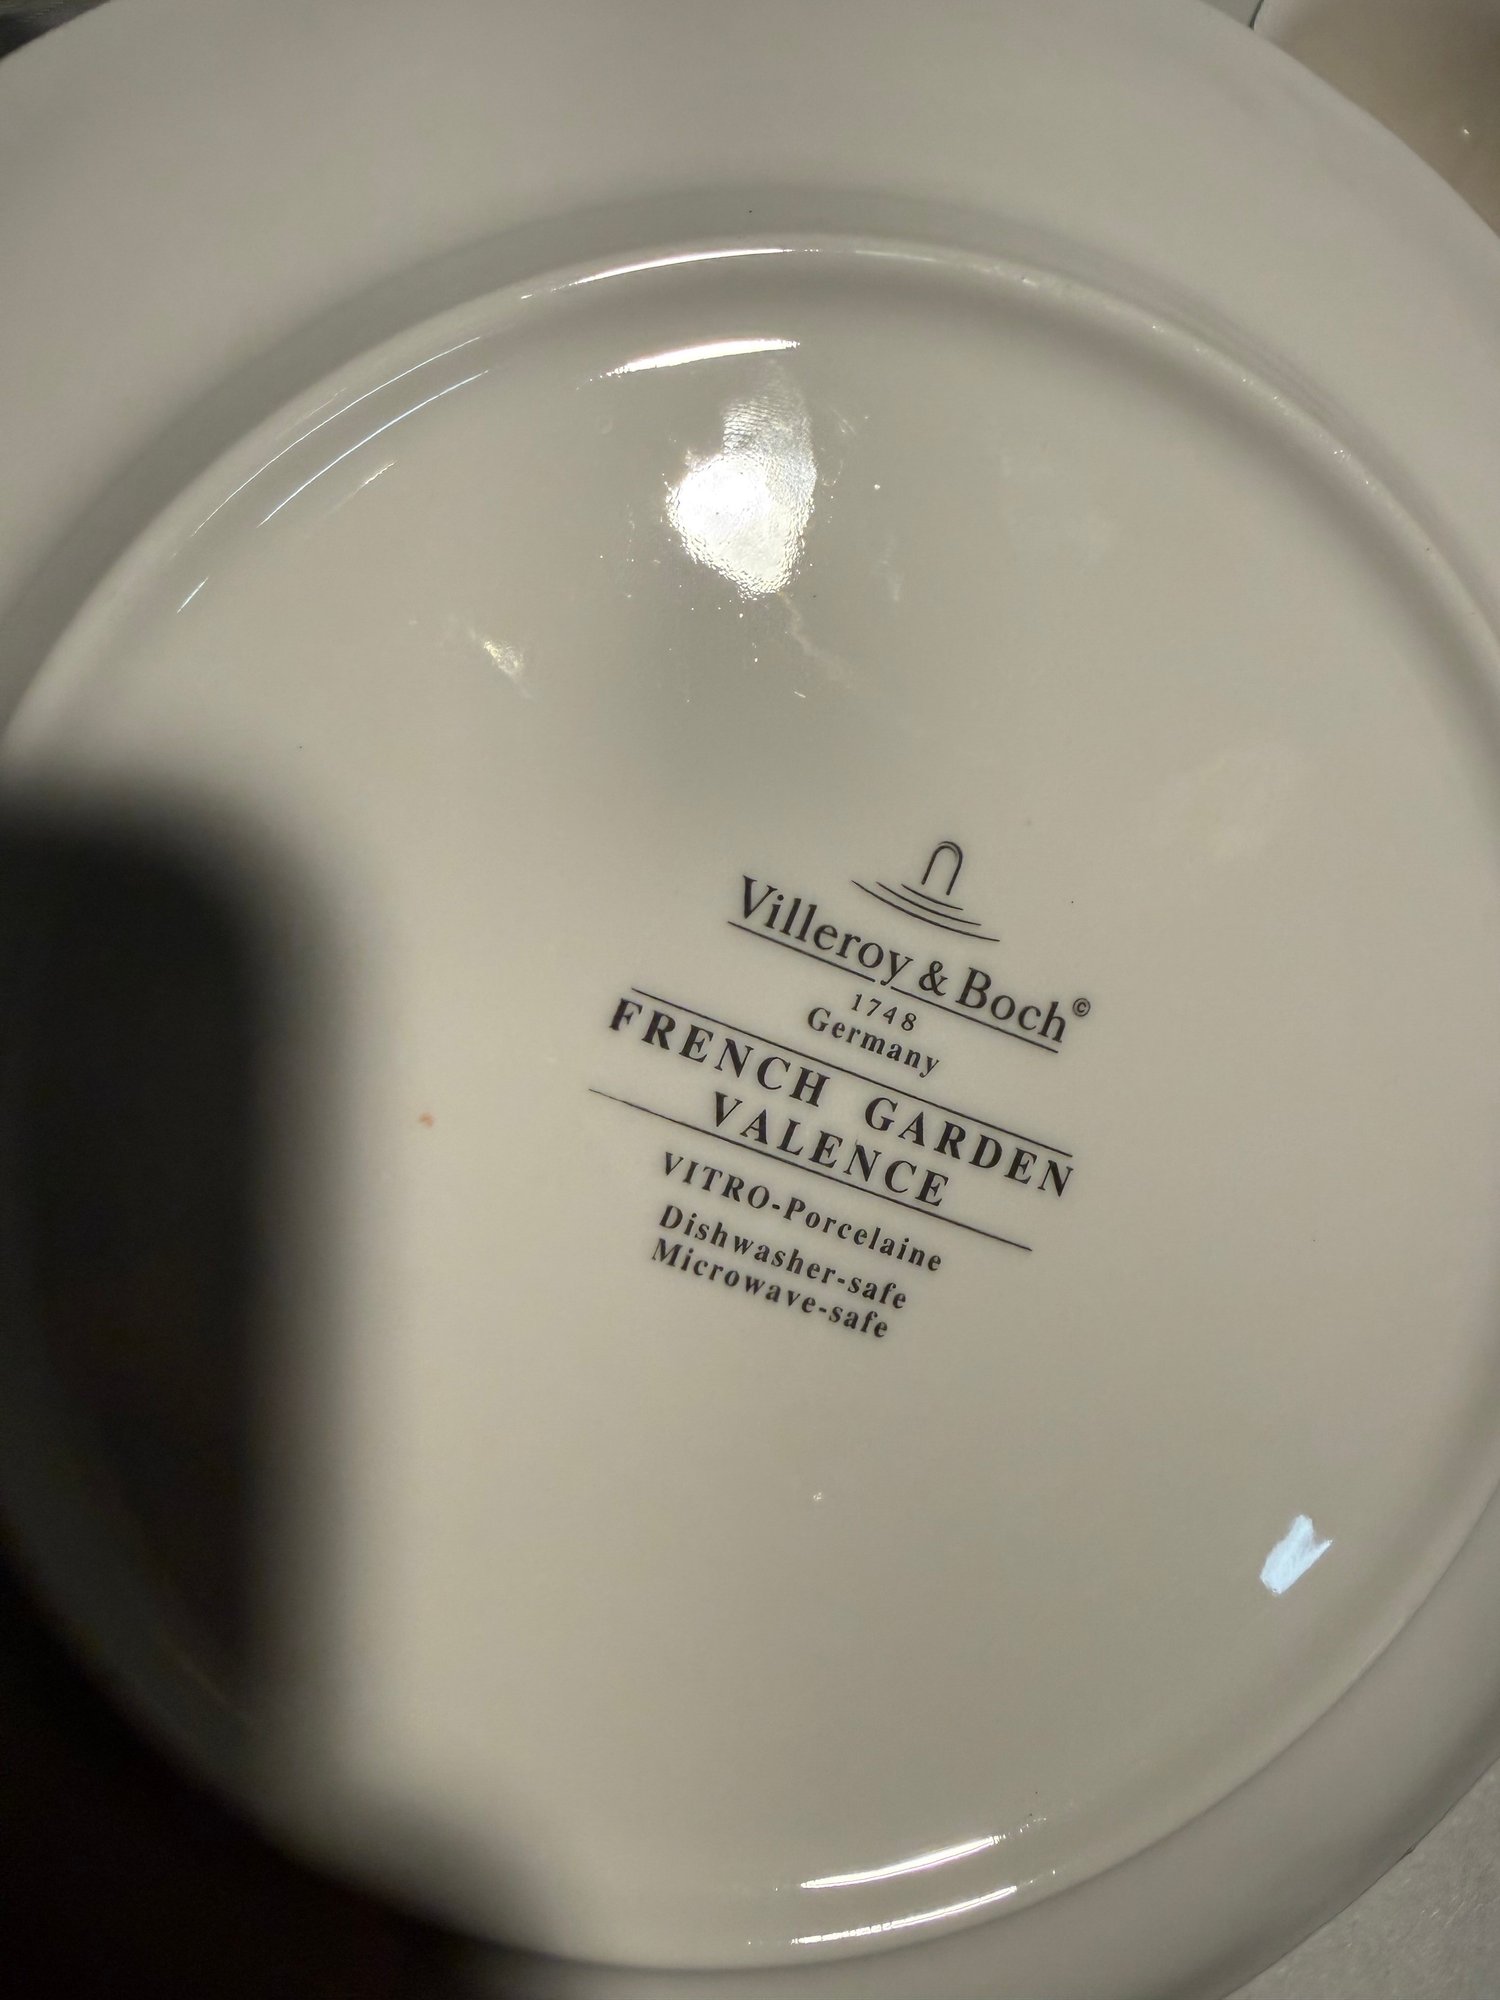 Villeroy & Boch©
1748
Germany
FRENCH GARDEN
VALENCE
VITRO-Porcelaine
Dishwasher-safe
Microwave-safe